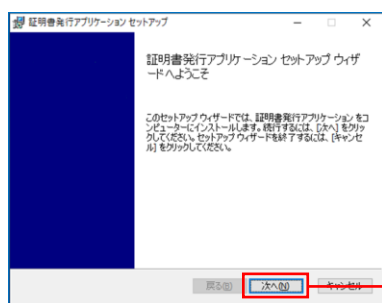 証明書発行アプリケーション セットアップ
証明書発行アプリケーション セットアップ ウィザ
ードへようこそ
このセットアップ ウィザードでは、証明書発行アプリケーション をコ
ンピューターにインストールします。続行するには、[次へ] をクリッ
クしてください。セットアップ ウィザードを終了するには、[キャンセ
ル] をクリックしてください。
戻る(B) 次へ(N) キャンセル